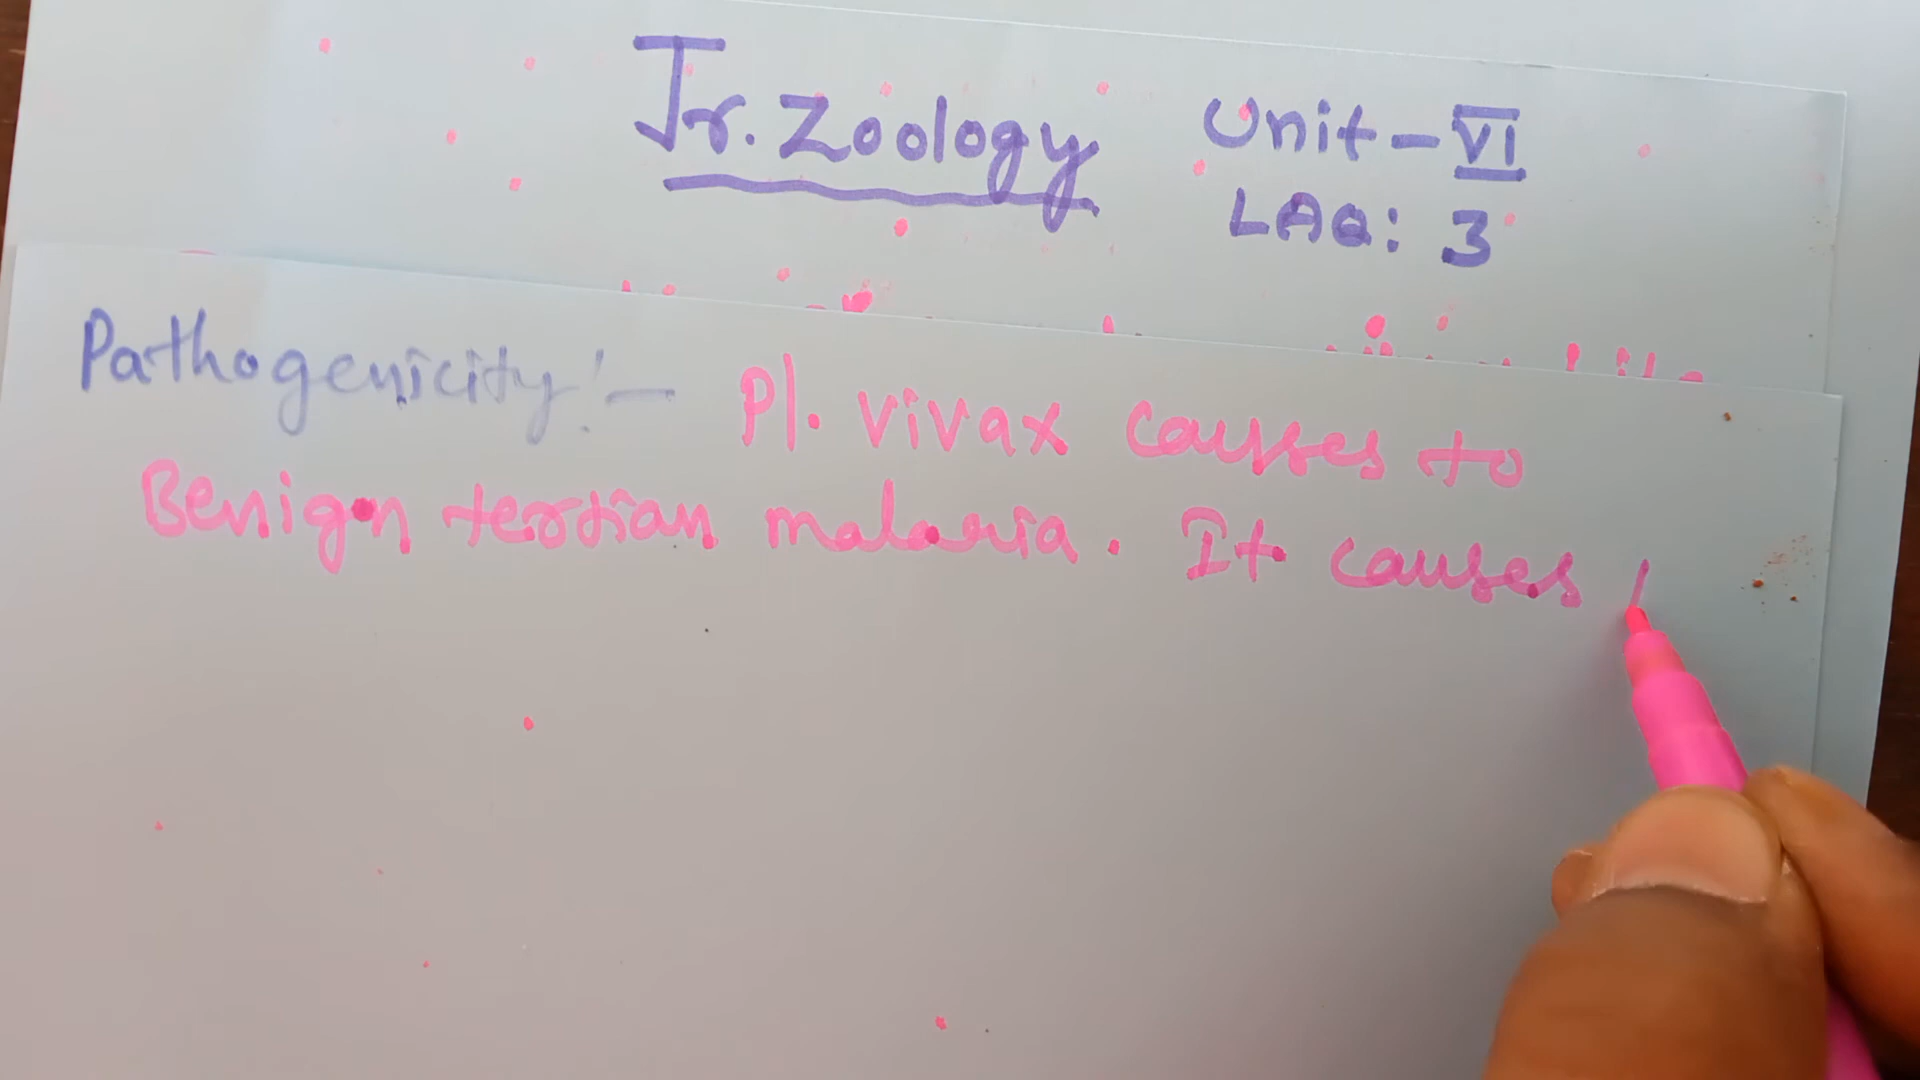 Jr. Zoology Unit - VI
LAQ: 3
Pathogenicity:- Pl. vivax causes to
Benign tertian malaria. It causes